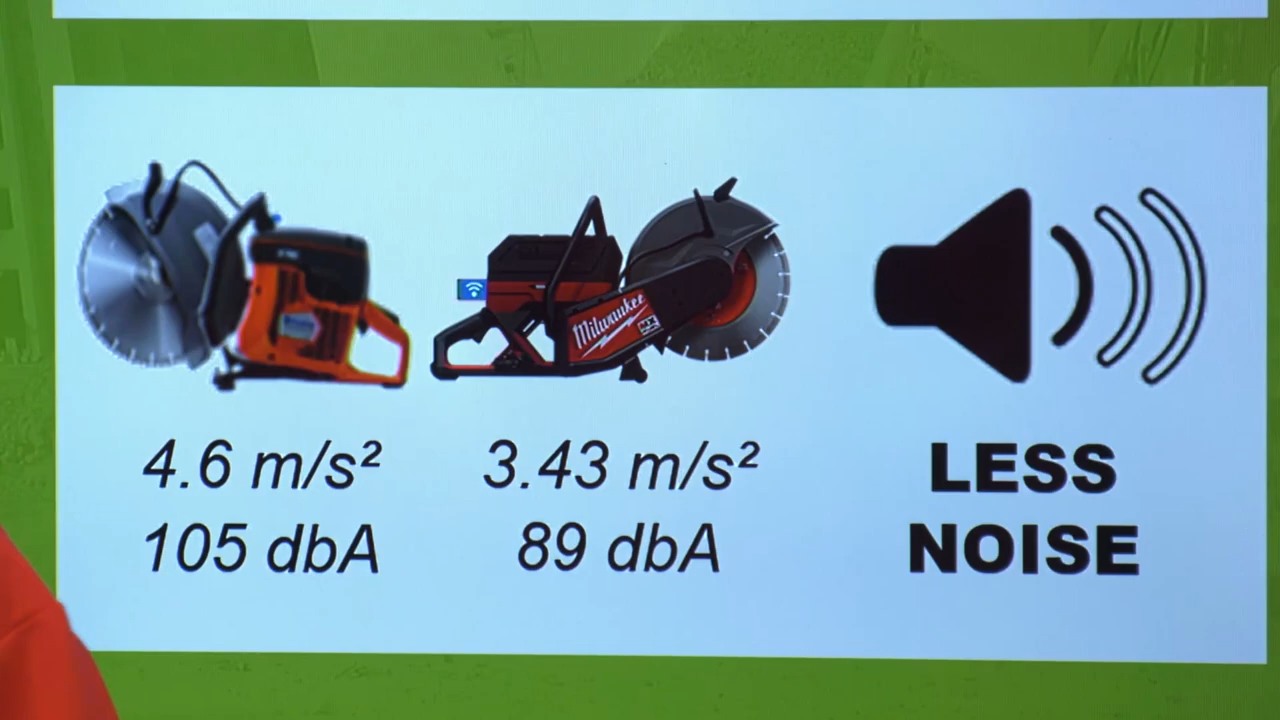 Milwaukee
4.6 m/s²
3.43 m/s²
LESS
105 dbA
89 dbA
NOISE